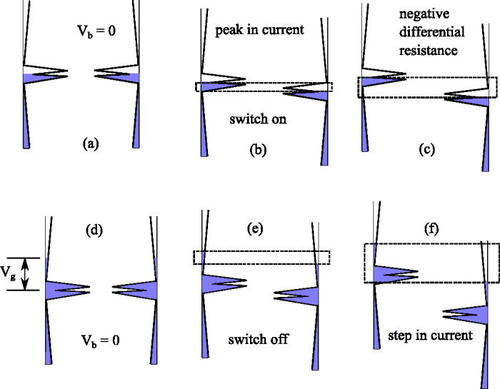 V_b = 0
(a)
peak in current
switch on
(b)
negative
differential
resistance
(c)
(d)
V_g
V_b = 0
(e)
switch off
(f)
step in current